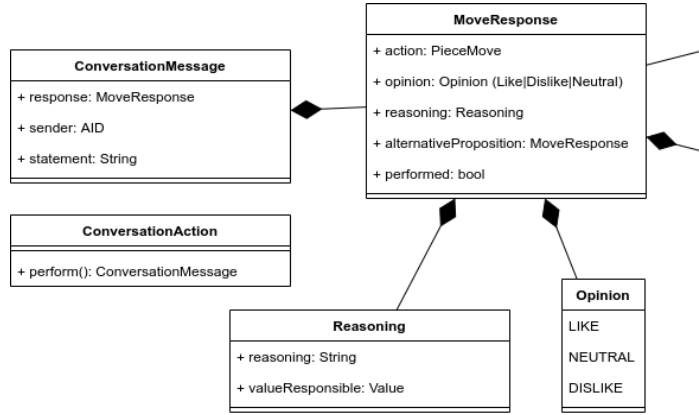 MoveResponse
+ action: PieceMove
+ opinion: Opinion (Like|Dislike|Neutral)
+ reasoning: Reasoning
+ alternativeProposition: MoveResponse
+ performed: bool
ConversationMessage
+ response: MoveResponse
+ sender: AID
+ statement: String
ConversationAction
+ perform(): ConversationMessage
Reasoning
+ reasoning: String
+ valueResponsible: Value
Opinion
LIKE
NEUTRAL
DISLIKE